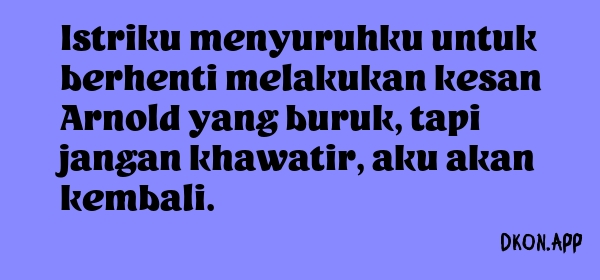 Istriku menyuruhku untuk
berhenti melakukan kesan
Arnold yang buruk, tapi
jangan khawatir, aku akan
kembali.
DKON.APP